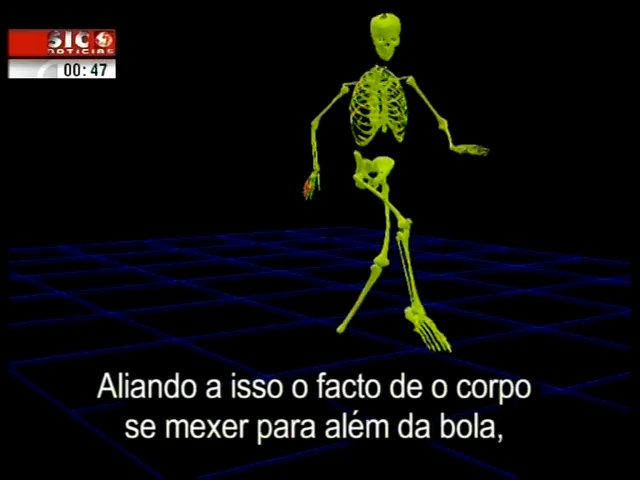 SIC
NOTÍCIAS
00:47
Aliando a isso o facto de o corpo
se mexer para além da bola,